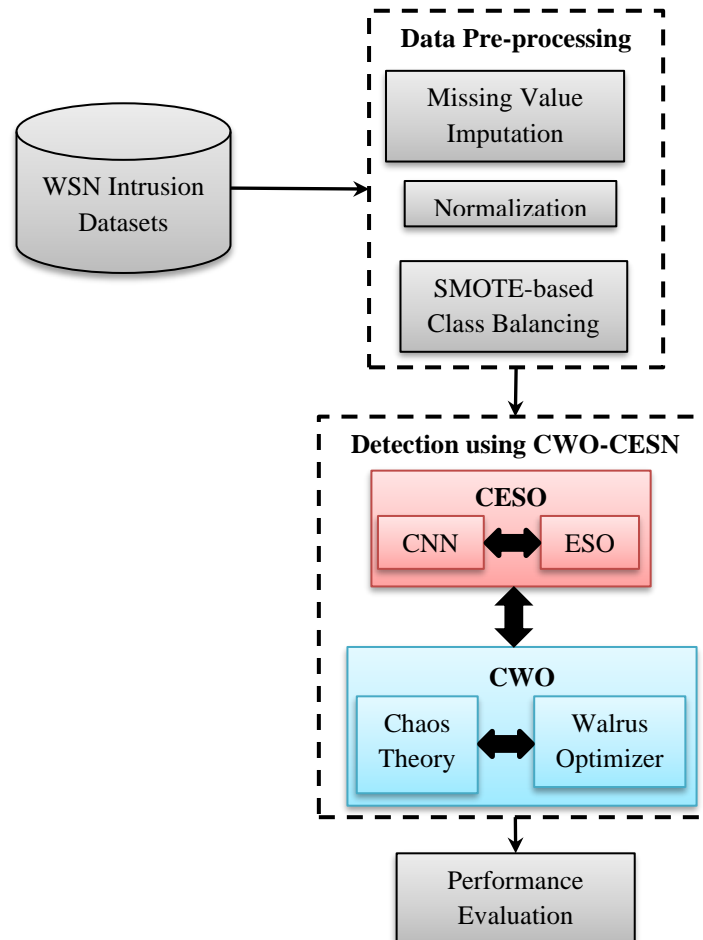 Data Pre-processing
Missing Value
Imputation
WSN Intrusion
Datasets
Normalization
SMOTE-based
Class Balancing
Detection using CWO-CESN
CESO
CNN
ESO
CWO
Chaos
Theory
Walrus
Optimizer
Performance
Evaluation